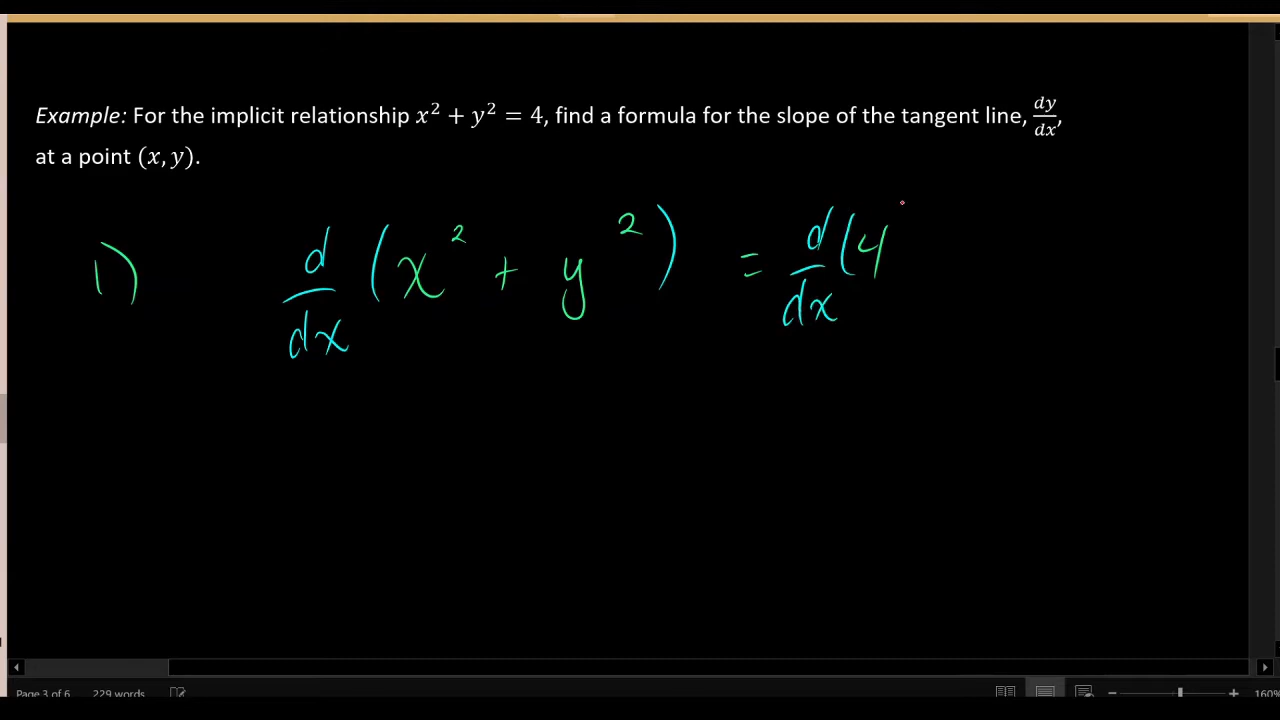 Example: For the implicit relationship x² + y² = 4, find a formula for the slope of the tangent line, dy/dx,
at a point (x, y).
1) d/dx (x² + y²) = d/dx (4
Page 3 of 6 229 words 160%